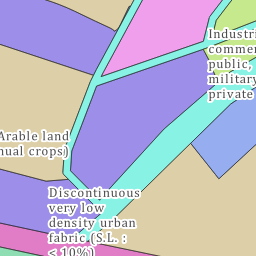 Industri
commer
public,
military
private
Arable land
nual crops)
Discontinuous
very low
density urban
fabric (S.L. :
< 10%)